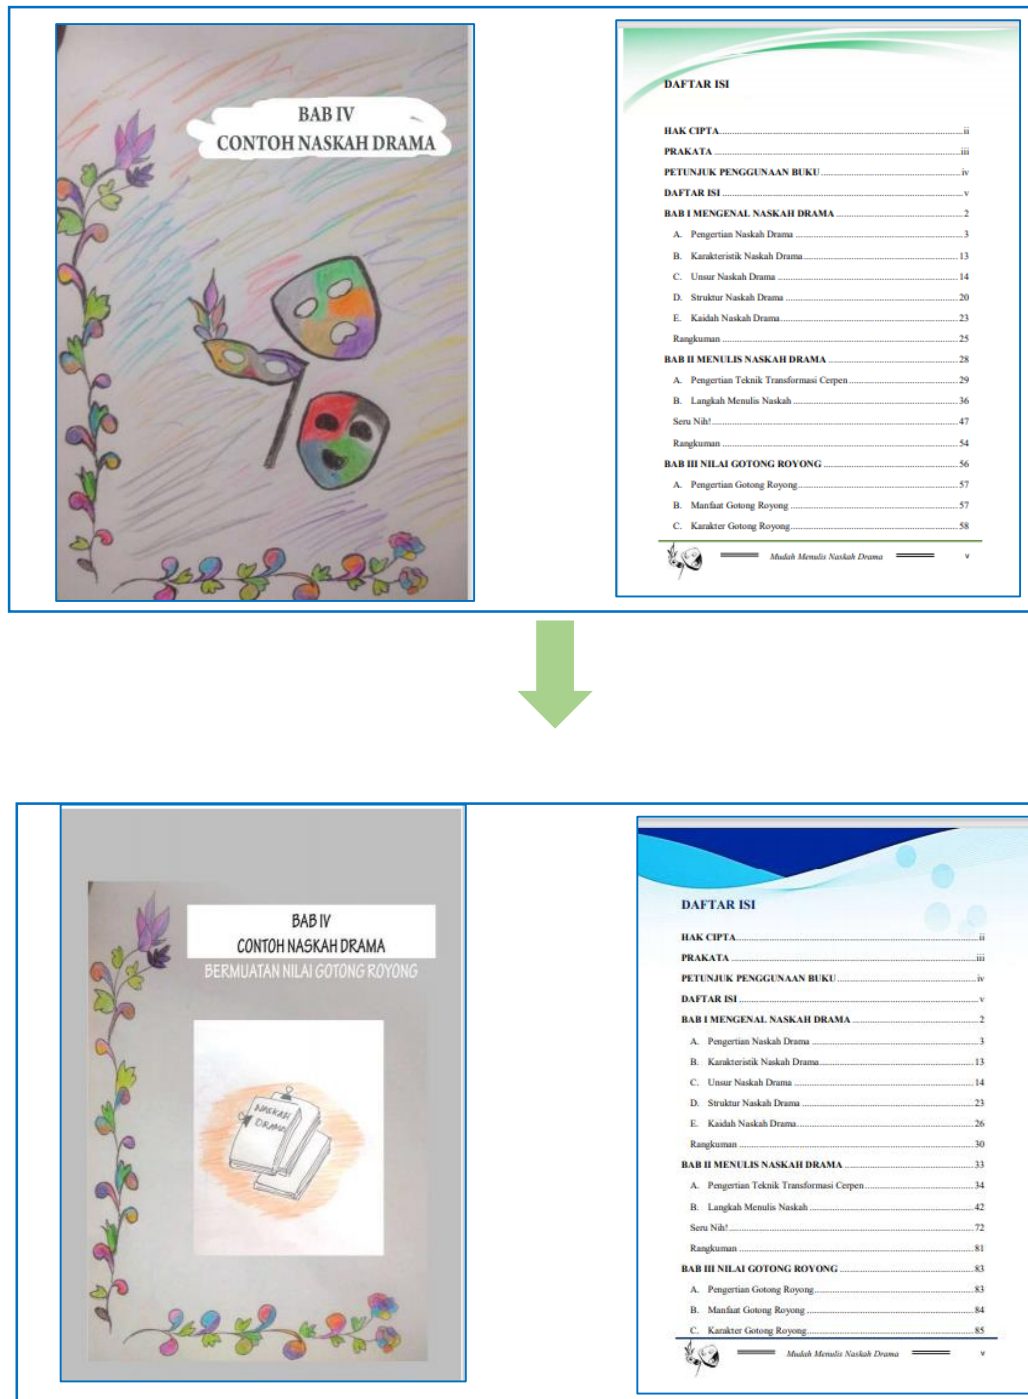 BAB IV
CONTOH NASKAH DRAMA
DAFTAR ISI
HAK CIPTA ii
PRAKATA iii
PETUNJUK PENGGUNAAN BUKU iv
DAFTAR ISI v
BAB I MENGENAL NASKAH DRAMA 2
A. Pengertian Naskah Drama 3
B. Karakteristik Naskah Drama 13
C. Unsur Naskah Drama 14
D. Struktur Naskah Drama 20
E. Kaidah Naskah Drama 23
Rangkuman 25
BAB II MENULIS NASKAH DRAMA 28
A. Pengertian Teknik Transformasi Cerpen 29
B. Langkah Menulis Naskah 36
Seru Nih! 47
Rangkuman 54
BAB III NILAI GOTONG ROYONG 56
A. Pengertian Gotong Royong 57
B. Manfaat Gotong Royong 57
C. Karakter Gotong Royong 58
Mudah Menulis Naskah Drama v
BAB IV
CONTOH NASKAH DRAMA
BERMUATAN NILAI GOTONG ROYONG
NASKAH
DRAMA
DAFTAR ISI
HAK CIPTA ii
PRAKATA iii
PETUNJUK PENGGUNAAN BUKU iv
DAFTAR ISI v
BAB I MENGENAL NASKAH DRAMA 2
A. Pengertian Naskah Drama 3
B. Karakteristik Naskah Drama 13
C. Unsur Naskah Drama 14
D. Struktur Naskah Drama 23
E. Kaidah Naskah Drama 26
Rangkuman 30
BAB II MENULIS NASKAH DRAMA 33
A. Pengertian Teknik Transformasi Cerpen 34
B. Langkah Menulis Naskah 42
Seru Nih! 72
Rangkuman 81
BAB III NILAI GOTONG ROYONG 83
A. Pengertian Gotong Royong 83
B. Manfaat Gotong Royong 84
C. Karakter Gotong Royong 85
Mudah Menulis Naskah Drama v